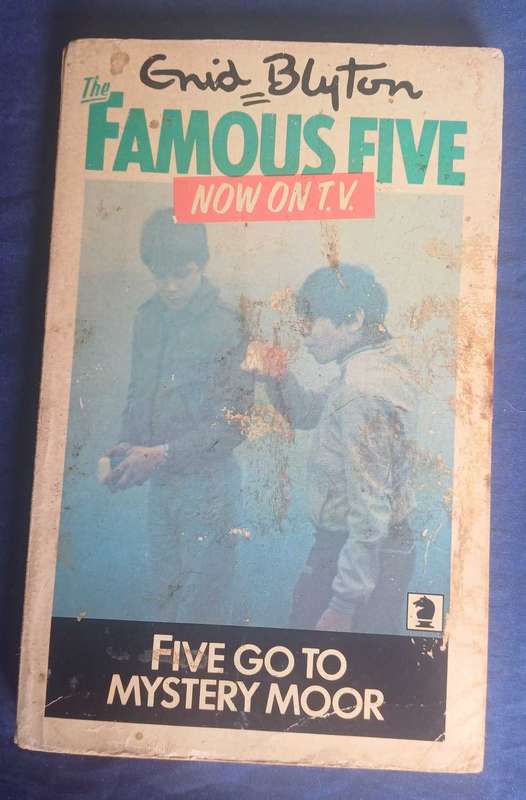 Enid Blyton
The
FAMOUS FIVE
NOW ON T.V.
FIVE GO TO
MYSTERY MOOR